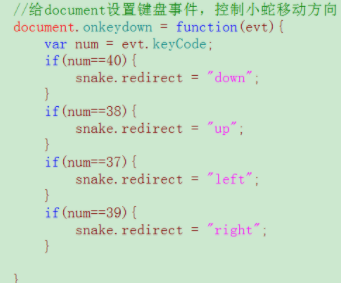 //给document设置键盘事件，控制小蛇移动方向
document.onkeydown = function(evt){
    var num = evt.keyCode;
    if(num==40){
        snake.redirect = "down";
    }
    if(num==38){
        snake.redirect = "up";
    }
    if(num==37){
        snake.redirect = "left";
    }
    if(num==39){
        snake.redirect = "right";
    }
}